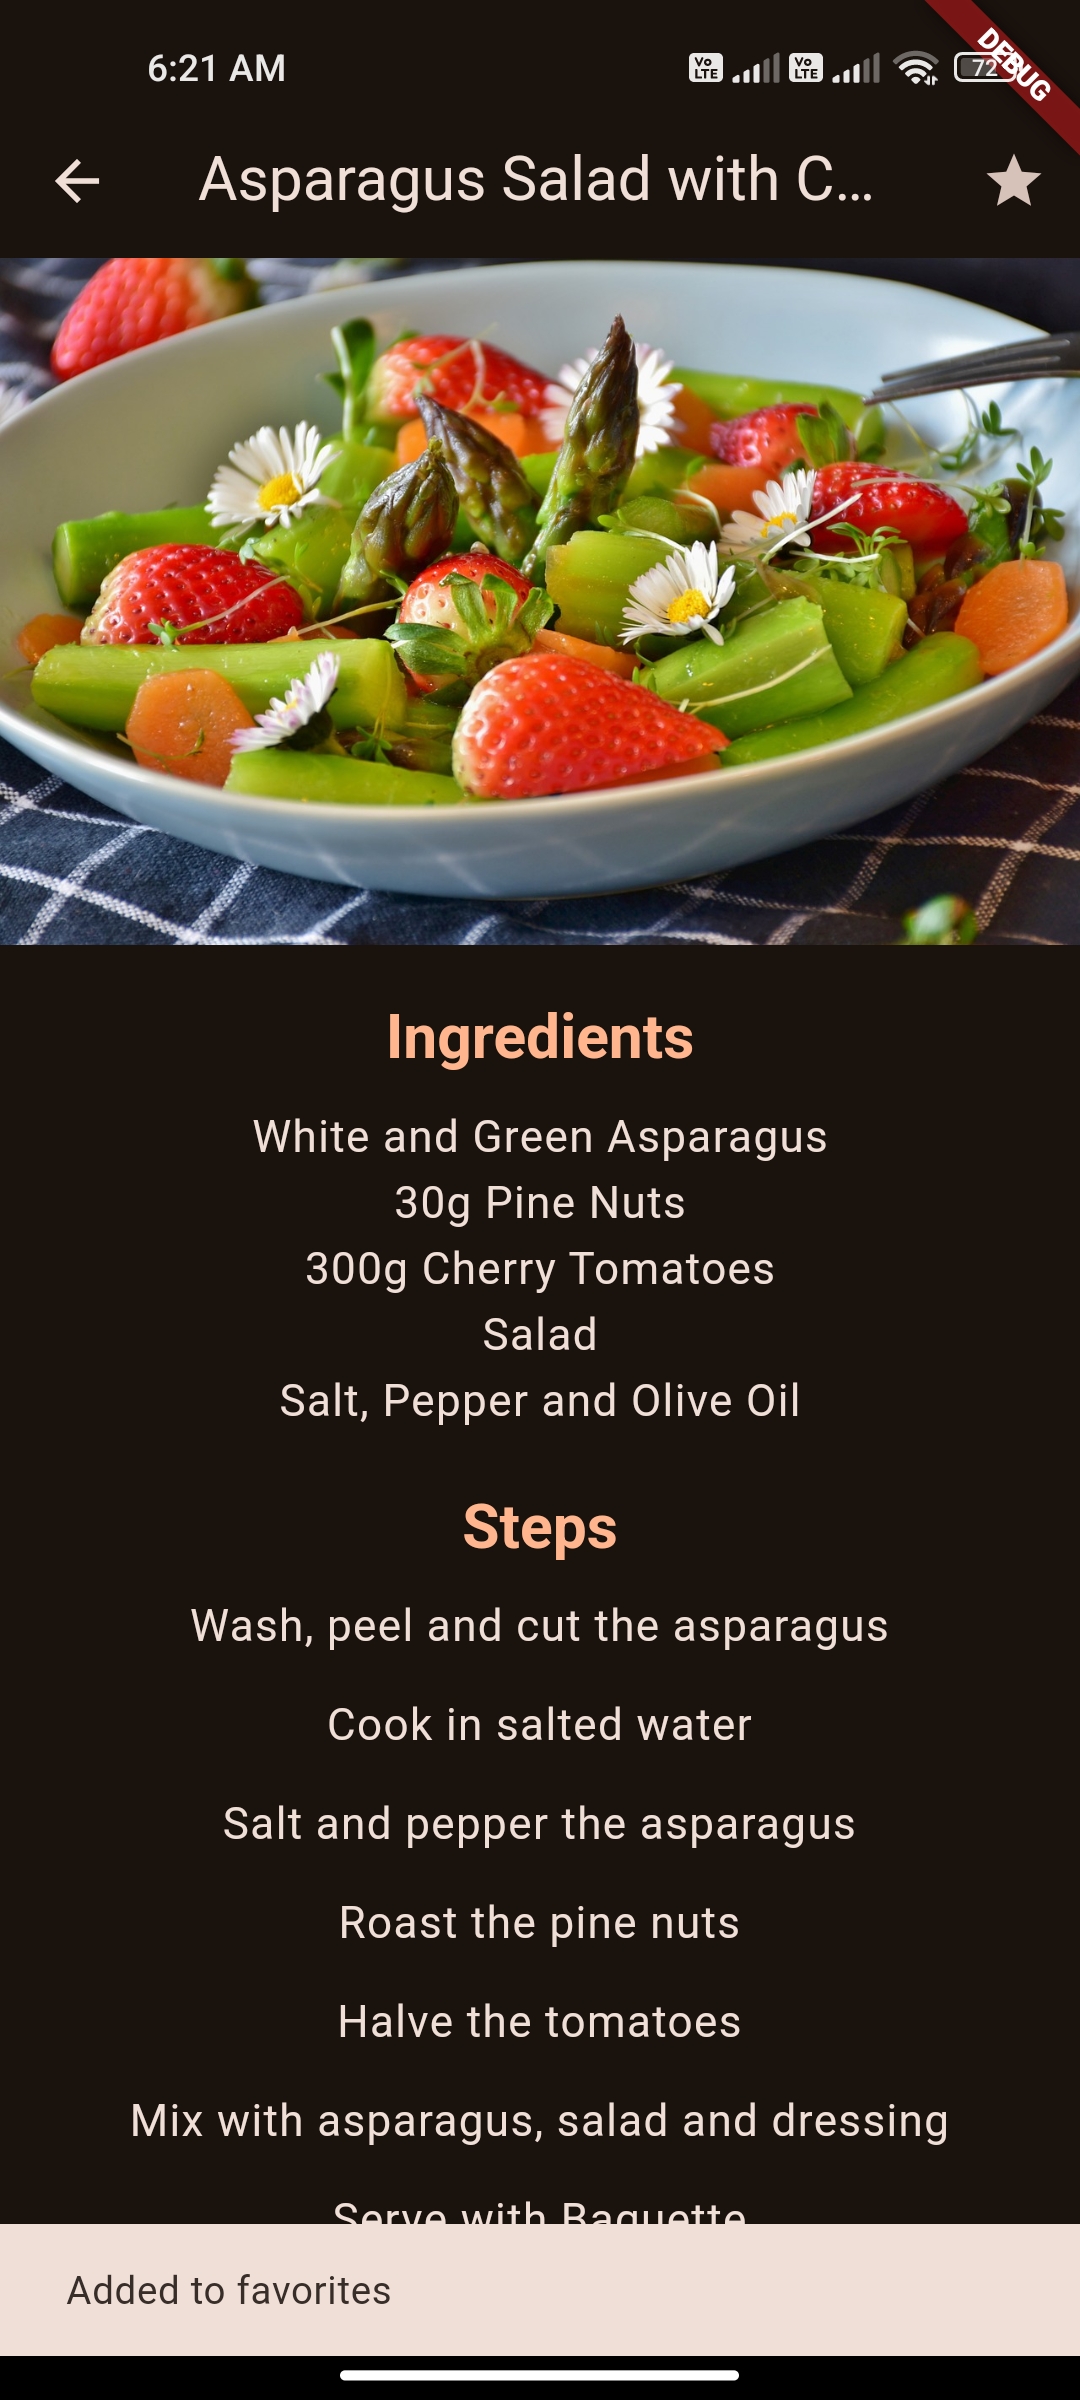 6:21 AM
Vo LTE
Vo LTE
72
DEBUG
Asparagus Salad with C...
Ingredients
White and Green Asparagus
30g Pine Nuts
300g Cherry Tomatoes
Salad
Salt, Pepper and Olive Oil
Steps
Wash, peel and cut the asparagus
Cook in salted water
Salt and pepper the asparagus
Roast the pine nuts
Halve the tomatoes
Mix with asparagus, salad and dressing
Serve with Baguette
Added to favorites